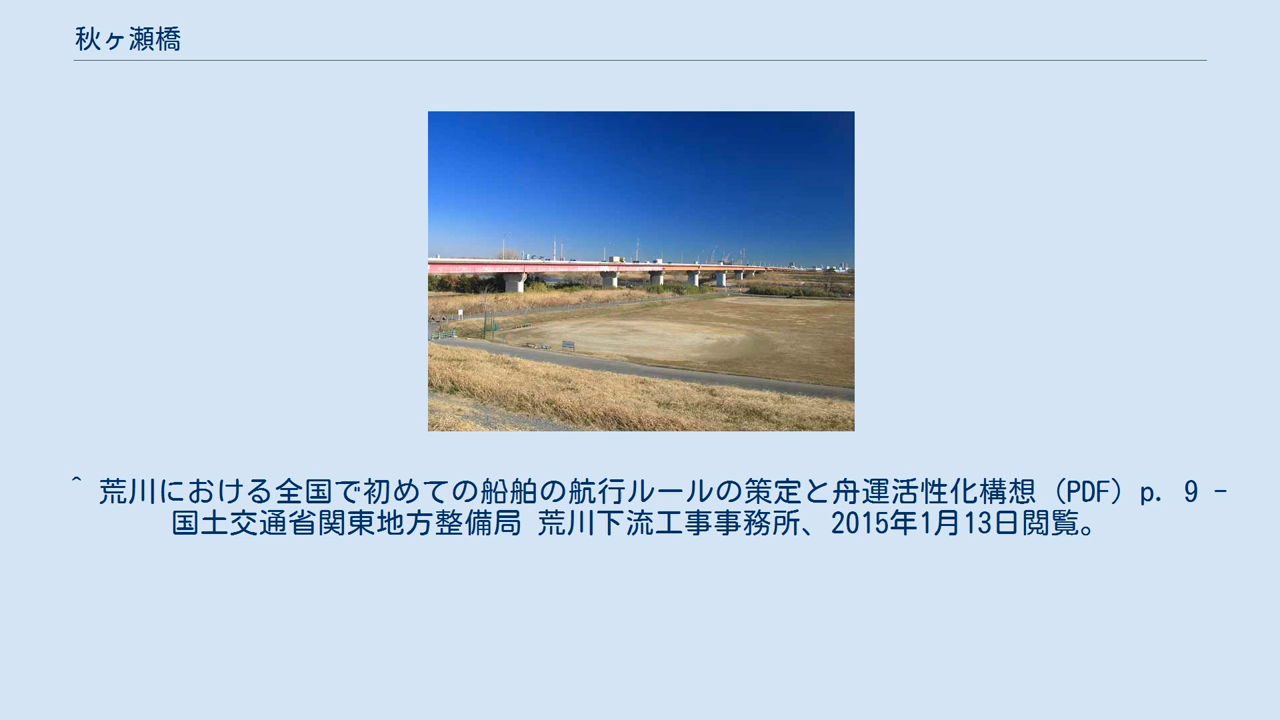 秋ヶ瀬橋
^ 荒川における全国で初めての船舶の航行ルールの策定と舟運活性化構想（PDF）p. 9 -
国土交通省関東地方整備局 荒川下流工事事務所、2015年1月13日閲覧。